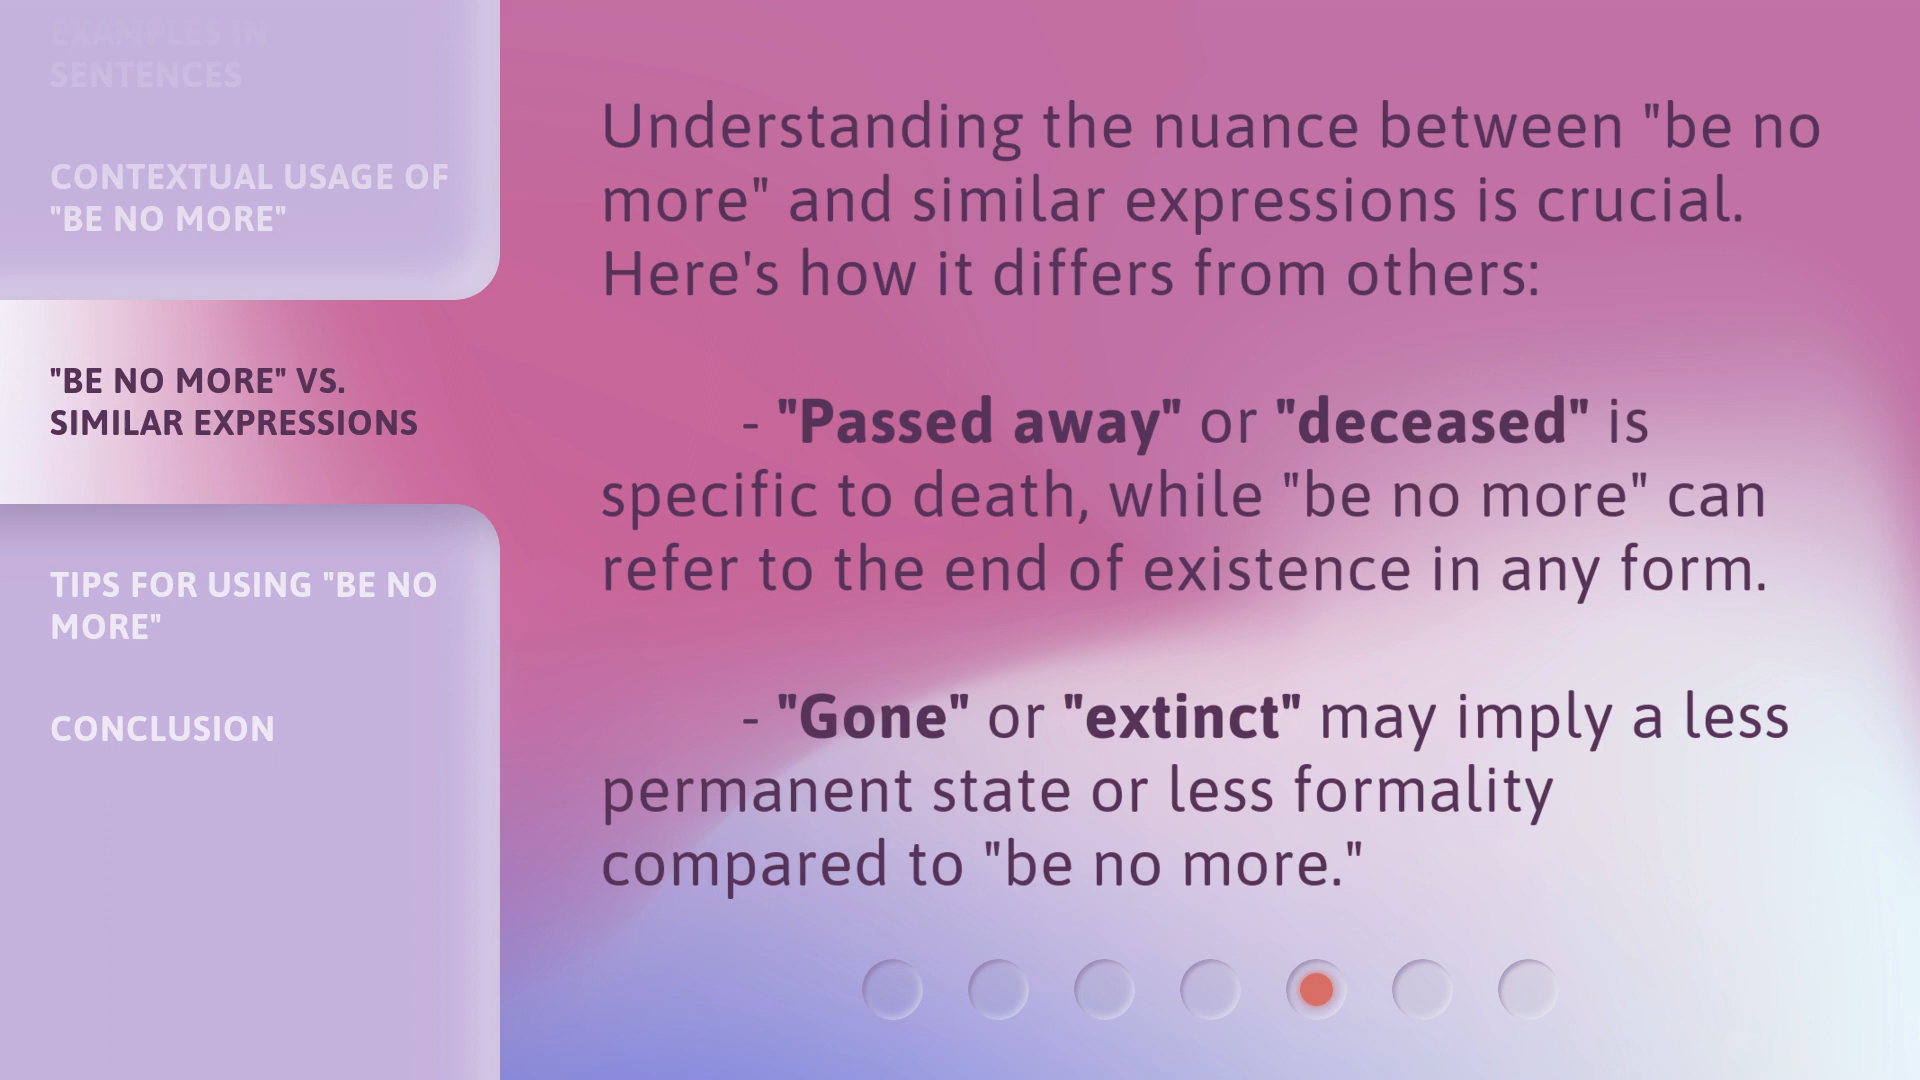 EXAMPLES IN
SENTENCES
CONTEXTUAL USAGE OF
"BE NO MORE"
"BE NO MORE" VS.
SIMILAR EXPRESSIONS
TIPS FOR USING "BE NO
MORE"
CONCLUSION
Understanding the nuance between "be no
more" and similar expressions is crucial.
Here's how it differs from others:
- "Passed away" or "deceased" is
specific to death, while "be no more" can
refer to the end of existence in any form.
- "Gone" or "extinct" may imply a less
permanent state or less formality
compared to "be no more."